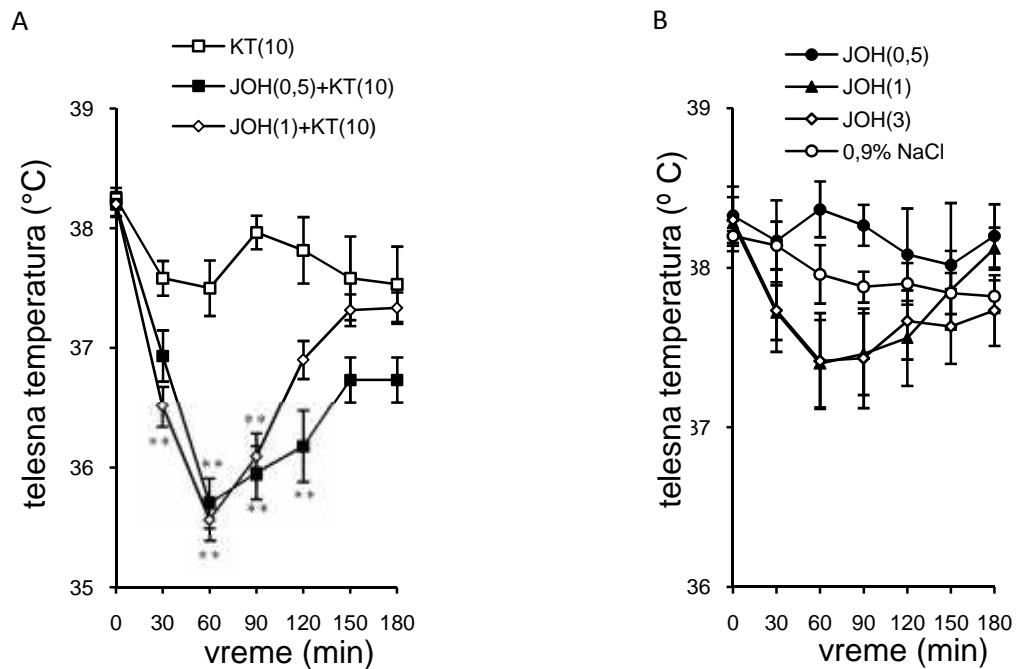 A
KT(10)
JOH(0,5)+KT(10)
JOH(1)+KT(10)
39
38
37
36
35
telesna temperatura (°C)
**
**
**
**
**
**
0 30 60 90 120 150 180
vreme (min)
B
JOH(0,5)
JOH(1)
JOH(3)
0,9% NaCl
39
38
37
36
telesna temperatura (º C)
0 30 60 90 120 150 180
vreme (min)